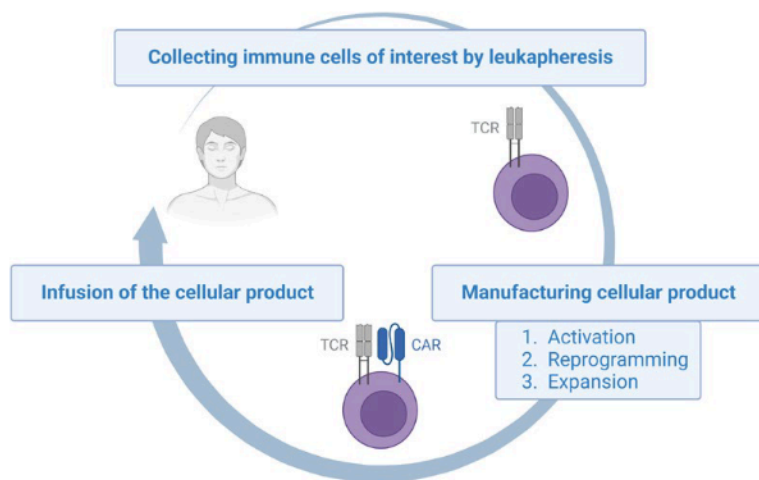 Collecting immune cells of interest by leukapheresis
TCR
Infusion of the cellular product
Manufacturing cellular product
1. Activation
2. Reprogramming
3. Expansion
TCR
CAR